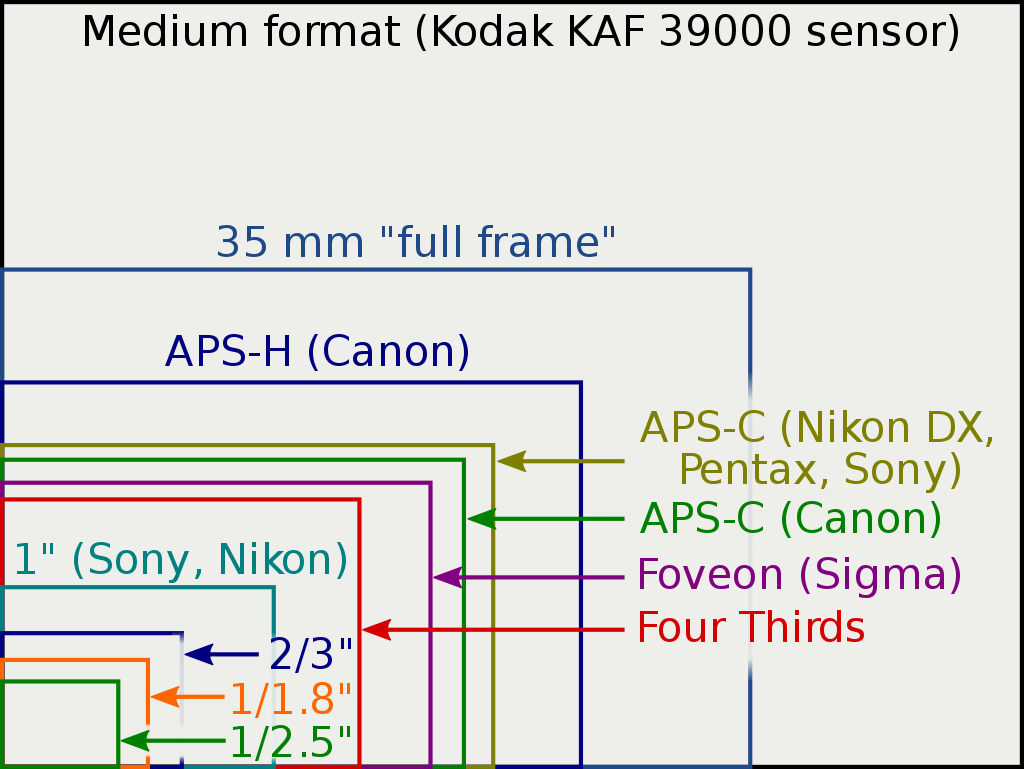 Medium format (Kodak KAF 39000 sensor)
35 mm "full frame"
APS-H (Canon)
APS-C (Nikon DX,
Pentax, Sony)
APS-C (Canon)
Foveon (Sigma)
Four Thirds
1" (Sony, Nikon)
2/3"
1/1.8"
1/2.5"